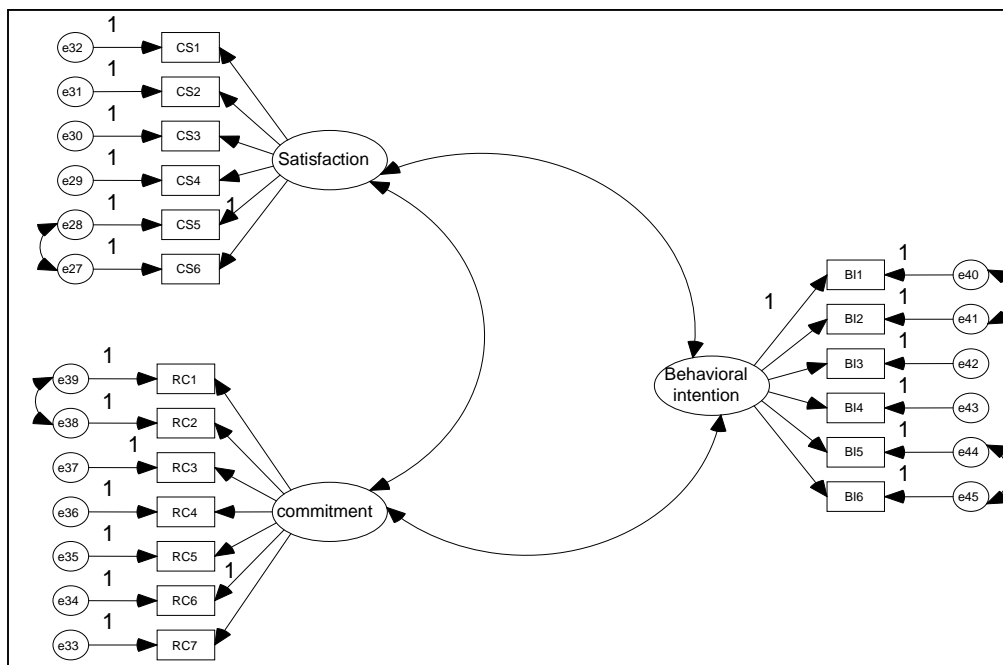 1
e32
CS1
1
e31
CS2
1
e30
CS3
Satisfaction
1
e29
CS4
1
1
e28
CS5
1
e27
CS6
1
BI1
1
e40
1
BI2
1
e41
BI3
1
e42
Behavioral
intention
BI4
1
e43
BI5
1
e44
BI6
1
e45
1
e39
RC1
1
e38
RC2
1
e37
RC3
1
e36
RC4
commitment
1
e35
RC5
1
1
e34
RC6
1
e33
RC7